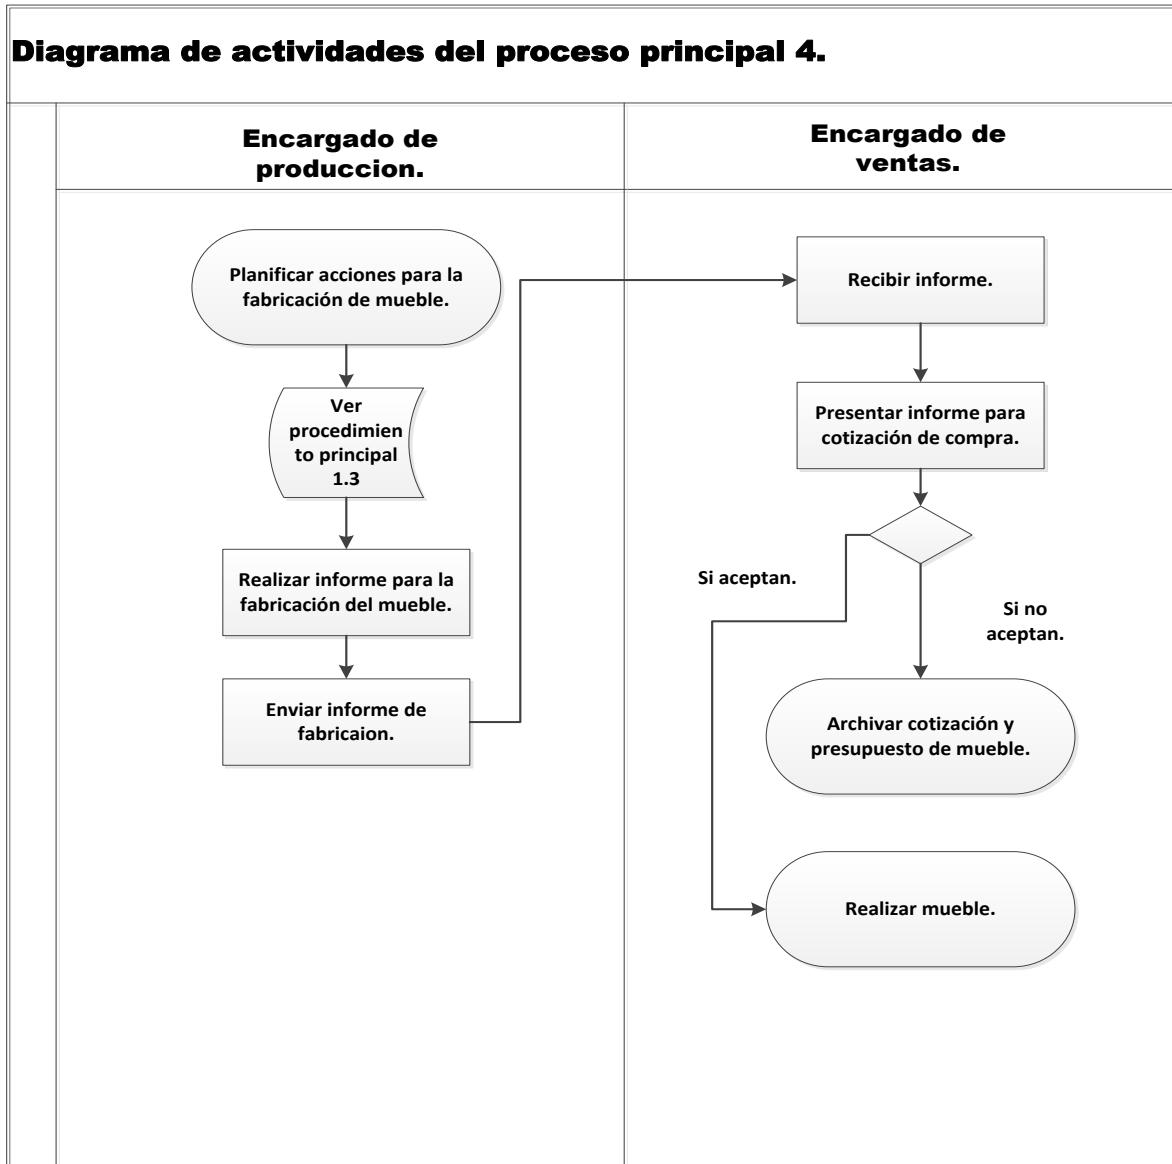 Diagrama de actividades del proceso principal 4.
Encargado de
produccion.
Encargado de
ventas.
Planificar acciones para la
fabricación de mueble.
Ver
procedimien
to principal
1.3
Realizar informe para la
fabricación del mueble.
Enviar informe de
fabricaion.
Recibir informe.
Presentar informe para
cotización de compra.
Si aceptan.
Si no
aceptan.
Archivar cotización y
presupuesto de mueble.
Realizar mueble.